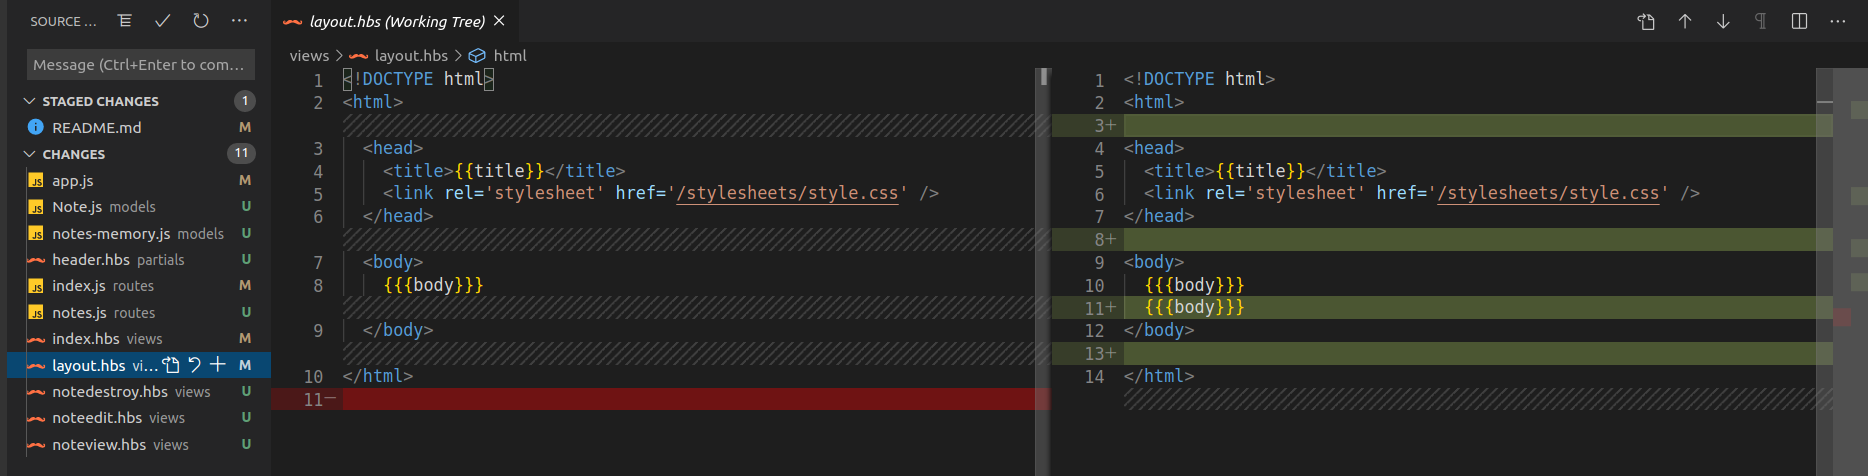 SOURCE ...
Message (Ctrl+Enter to com...
STAGED CHANGES 1
README.md M
CHANGES 11
JS app.js M
JS Note.js models U
JS notes-memory.js models U
header.hbs partials U
JS index.js routes M
JS notes.js routes U
index.hbs views M
layout.hbs vi... M
notedestroy.hbs views U
noteedit.hbs views U
noteview.hbs views U
layout.hbs (Working Tree)
views > layout.hbs > html
1 <!DOCTYPE html>
2 <html>
3 <head>
4 <title>{{title}}</title>
5 <link rel='stylesheet' href='/stylesheets/style.css' />
6 </head>
7 <body>
8 {{{body}}}
9 </body>
10 </html>
11−
1 <!DOCTYPE html>
2 <html>
3+
4 <head>
5 <title>{{title}}</title>
6 <link rel='stylesheet' href='/stylesheets/style.css' />
7 </head>
8+
9 <body>
10 {{{body}}}
11+ {{{body}}}
12 </body>
13+
14 </html>